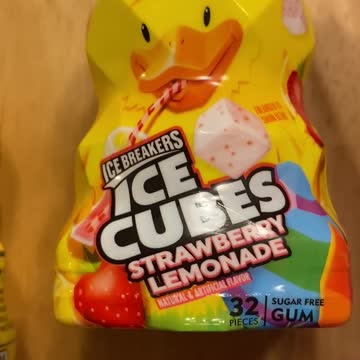 ICE BREAKERS
ICE
CUBES
STRAWBERRY
LEMONADE
NATURAL & ARTIFICIAL FLAVOR
32
PIECES
SUGAR FREE
GUM